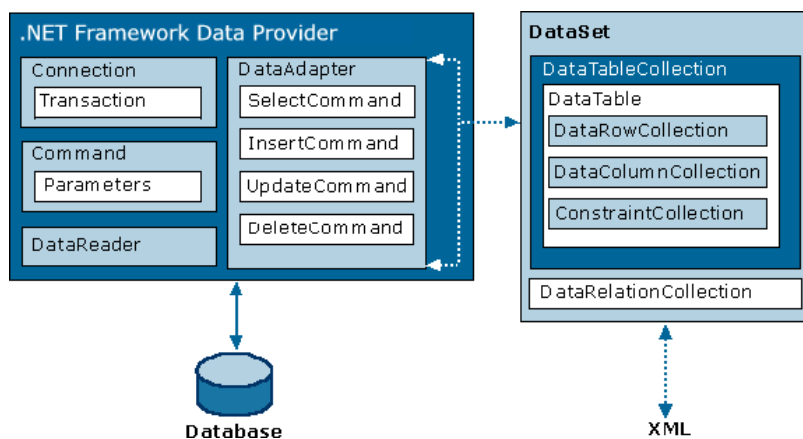 .NET Framework Data Provider
Connection
Transaction
Command
Parameters
DataReader
DataAdapter
SelectCommand
InsertCommand
UpdateCommand
DeleteCommand
Database
DataSet
DataTableCollection
DataTable
DataRowCollection
DataColumnCollection
ConstraintCollection
DataRelationCollection
XML